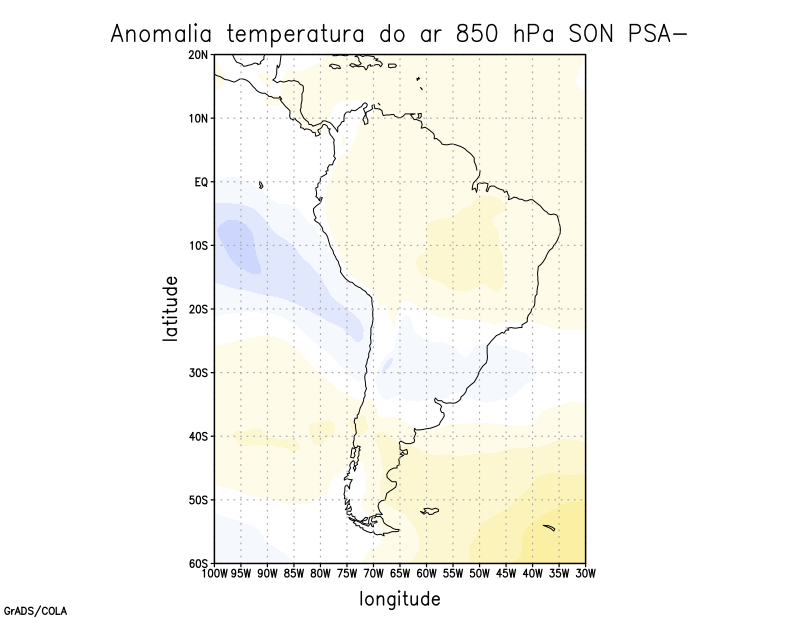 Anomalia temperatura do ar 850 hPa SON PSA−
20N
10N
EQ
10S
20S
30S
40S
50S
60S
latitude
100W 95W 90W 85W 80W 75W 70W 65W 60W 55W 50W 45W 40W 35W 30W
longitude
GrADS/COLA